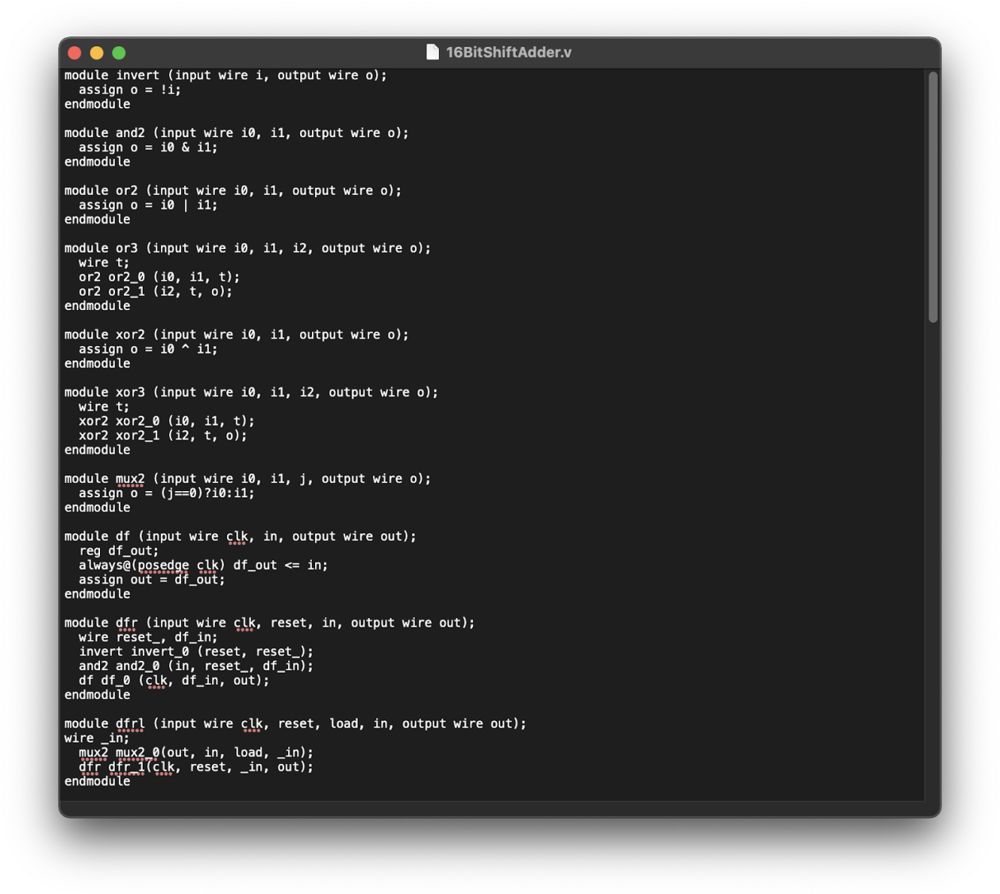 16BitShiftAdder.v
module invert (input wire i, output wire o);
  assign o = !i;
endmodule

module and2 (input wire i0, i1, output wire o);
  assign o = i0 & i1;
endmodule

module or2 (input wire i0, i1, output wire o);
  assign o = i0 | i1;
endmodule

module or3 (input wire i0, i1, i2, output wire o);
  wire t;
  or2 or2_0 (i0, i1, t);
  or2 or2_1 (i2, t, o);
endmodule

module xor2 (input wire i0, i1, output wire o);
  assign o = i0 ^ i1;
endmodule

module xor3 (input wire i0, i1, i2, output wire o);
  wire t;
  xor2 xor2_0 (i0, i1, t);
  xor2 xor2_1 (i2, t, o);
endmodule

module mux2 (input wire i0, i1, j, output wire o);
  assign o = (j==0)?i0:i1;
endmodule

module df (input wire clk, in, output wire out);
  reg df_out;
  always@(posedge clk) df_out <= in;
  assign out = df_out;
endmodule

module dfr (input wire clk, reset, in, output wire out);
  wire reset_, df_in;
  invert invert_0 (reset, reset_);
  and2 and2_0 (in, reset_, df_in);
  df df_0 (clk, df_in, out);
endmodule

module dfrl (input wire clk, reset, load, in, output wire out);
wire _in;
  mux2 mux2_0(out, in, load, _in);
  dfr dfr_1(clk, reset, _in, out);
endmodule